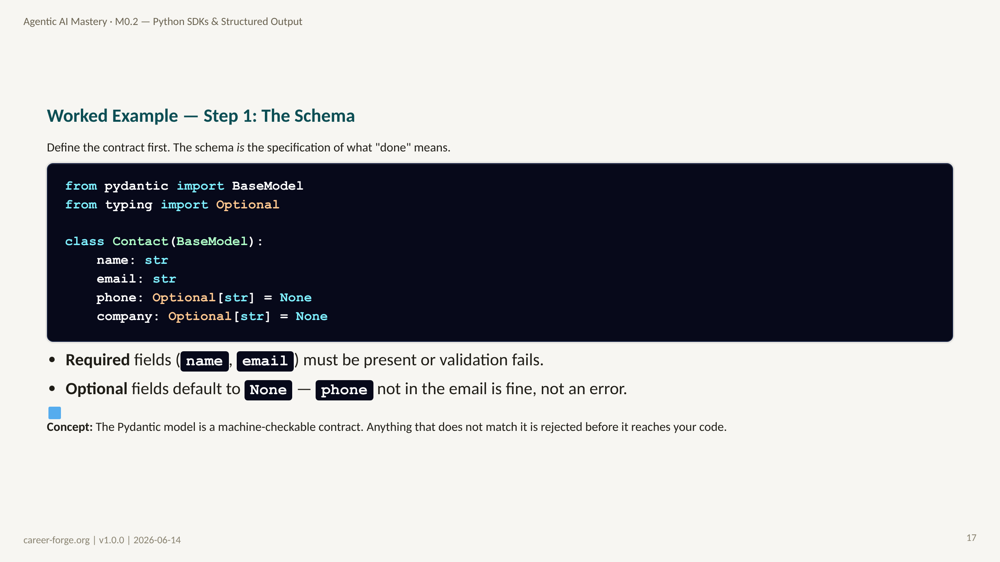 Agentic AI Mastery · M0.2 — Python SDKs & Structured Output
Worked Example — Step 1: The Schema
Define the contract first. The schema is the specification of what "done" means.
from pydantic import BaseModel
from typing import Optional
class Contact(BaseModel):
    name: str
    email: str
    phone: Optional[str] = None
    company: Optional[str] = None
• Required fields (name, email) must be present or validation fails.
• Optional fields default to None — phone not in the email is fine, not an error.
Concept: The Pydantic model is a machine-checkable contract. Anything that does not match it is rejected before it reaches your code.
career-forge.org | v1.0.0 | 2026-06-14
17